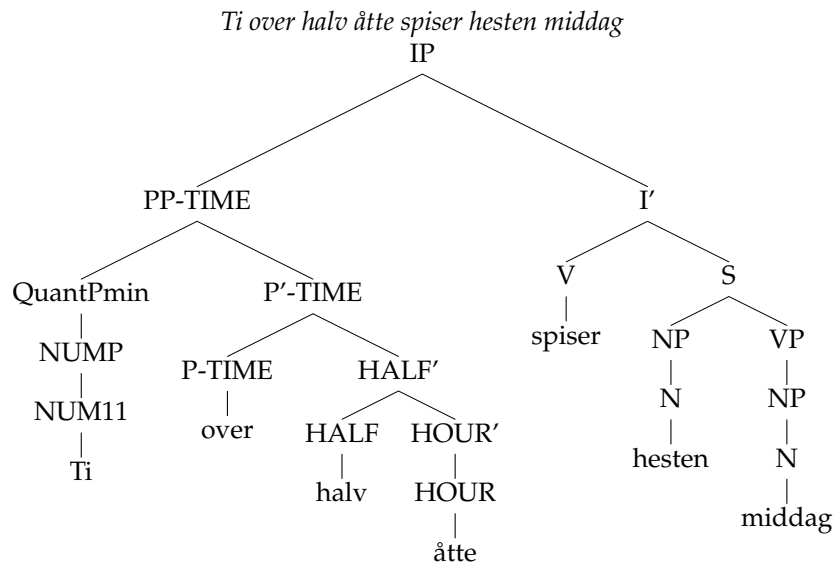 Ti over halv åtte spiser hesten middag
IP
PP-TIME I'
QuantPmin P'-TIME V S
NUMP P-TIME HALF' spiser NP VP
NUM11 over HALF HOUR' N NP
Ti halv HOUR hesten N
åtte middag